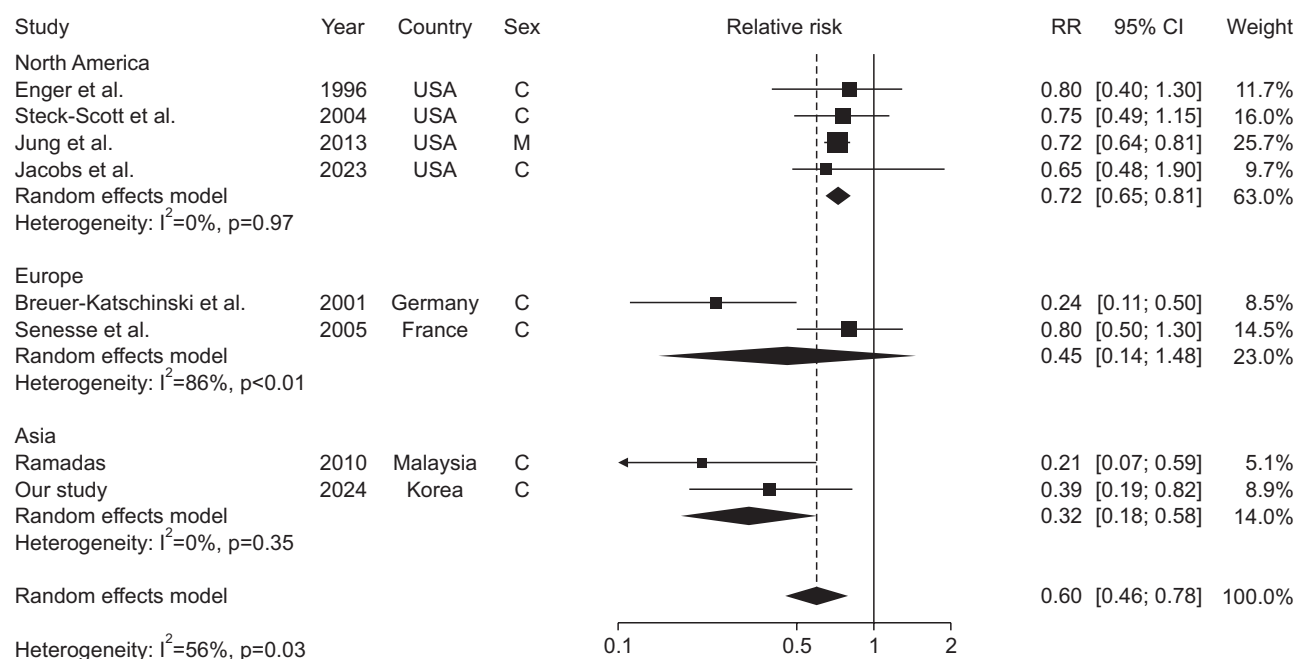 Study Year Country Sex Relative risk RR 95% CI Weight
North America
Enger et al. 1996 USA C 0.80 [0.40; 1.30] 11.7%
Steck-Scott et al. 2004 USA C 0.75 [0.49; 1.15] 16.0%
Jung et al. 2013 USA M 0.72 [0.64; 0.81] 25.7%
Jacobs et al. 2023 USA C 0.65 [0.48; 1.90] 9.7%
Random effects model 0.72 [0.65; 0.81] 63.0%
Heterogeneity: I²=0%, p=0.97
Europe
Breuer-Katschinski et al. 2001 Germany C 0.24 [0.11; 0.50] 8.5%
Senesse et al. 2005 France C 0.80 [0.50; 1.30] 14.5%
Random effects model 0.45 [0.14; 1.48] 23.0%
Heterogeneity: I²=86%, p<0.01
Asia
Ramadas 2010 Malaysia C 0.21 [0.07; 0.59] 5.1%
Our study 2024 Korea C 0.39 [0.19; 0.82] 8.9%
Random effects model 0.32 [0.18; 0.58] 14.0%
Heterogeneity: I²=0%, p=0.35
Random effects model 0.60 [0.46; 0.78] 100.0%
Heterogeneity: I²=56%, p=0.03 0.1 0.5 1 2